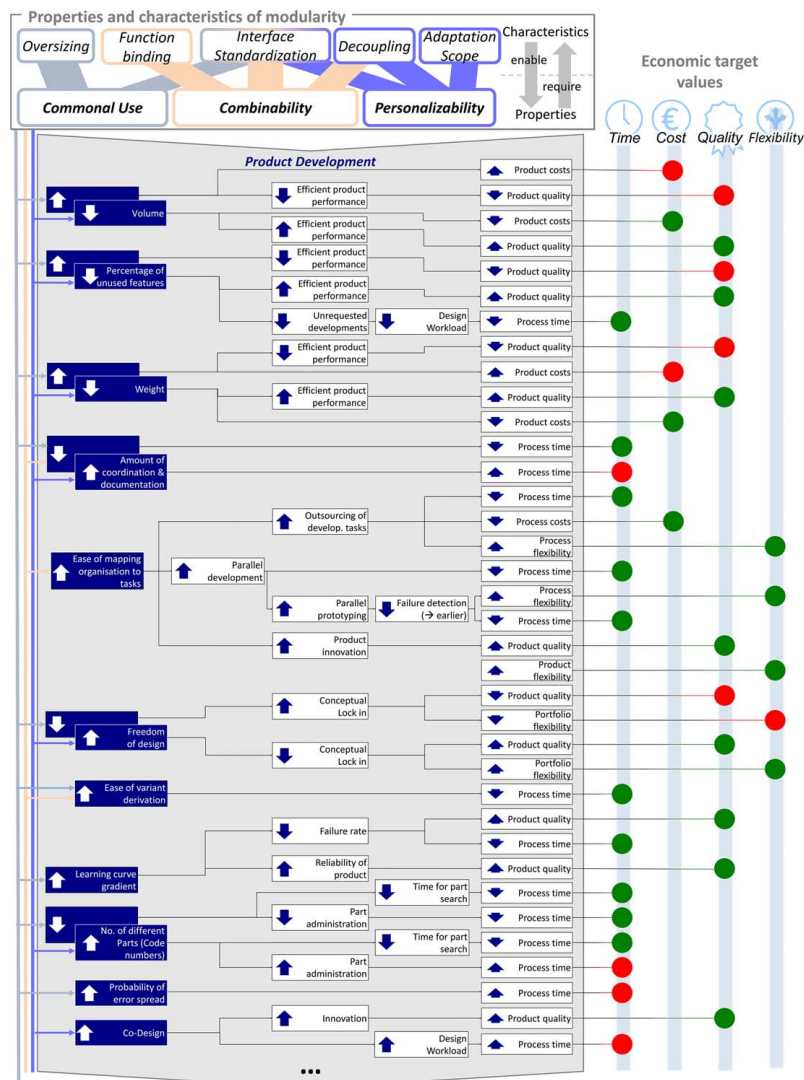 Properties and characteristics of modularity
Oversizing
Function
binding
Interface
Standardization
Decoupling
Adaptation
Scope
Characteristics
enable
require
Properties
Commonal Use
Combinability
Personalizability
Economic target
values
Time
€
Cost
Quality
Flexibility
Product Development
Product costs
Efficient product
performance
Product quality
Volume
Product costs
Efficient product
performance
Product quality
Efficient product
performance
Product quality
Percentage of
unused features
Efficient product
performance
Product quality
Unrequested
developments
Design
Workload
Process time
Efficient product
performance
Product quality
Product costs
Weight
Efficient product
performance
Product quality
Product costs
Process time
Amount of
coordination &
documentation
Process time
Process time
Outsourcing of
develop. tasks
Process costs
Process
flexibility
Ease of mapping
organisation to
tasks
Parallel
development
Process time
Parallel
prototyping
Failure detection
(→ earlier)
Process
flexibility
Process time
Product
innovation
Product quality
Product
flexibility
Conceptual
Lock in
Product quality
Portfolio
flexibility
Freedom
of design
Conceptual
Lock in
Product quality
Portfolio
flexibility
Ease of variant
derivation
Process time
Failure rate
Product quality
Process time
Learning curve
gradient
Reliability of
product
Product quality
Time for part
search
Process time
Part
administration
Process time
No. of different
Parts (Code
numbers)
Time for part
search
Process time
Part
administration
Process time
Probability of
error spread
Process time
Co-Design
Innovation
Product quality
Design
Workload
Process time
...